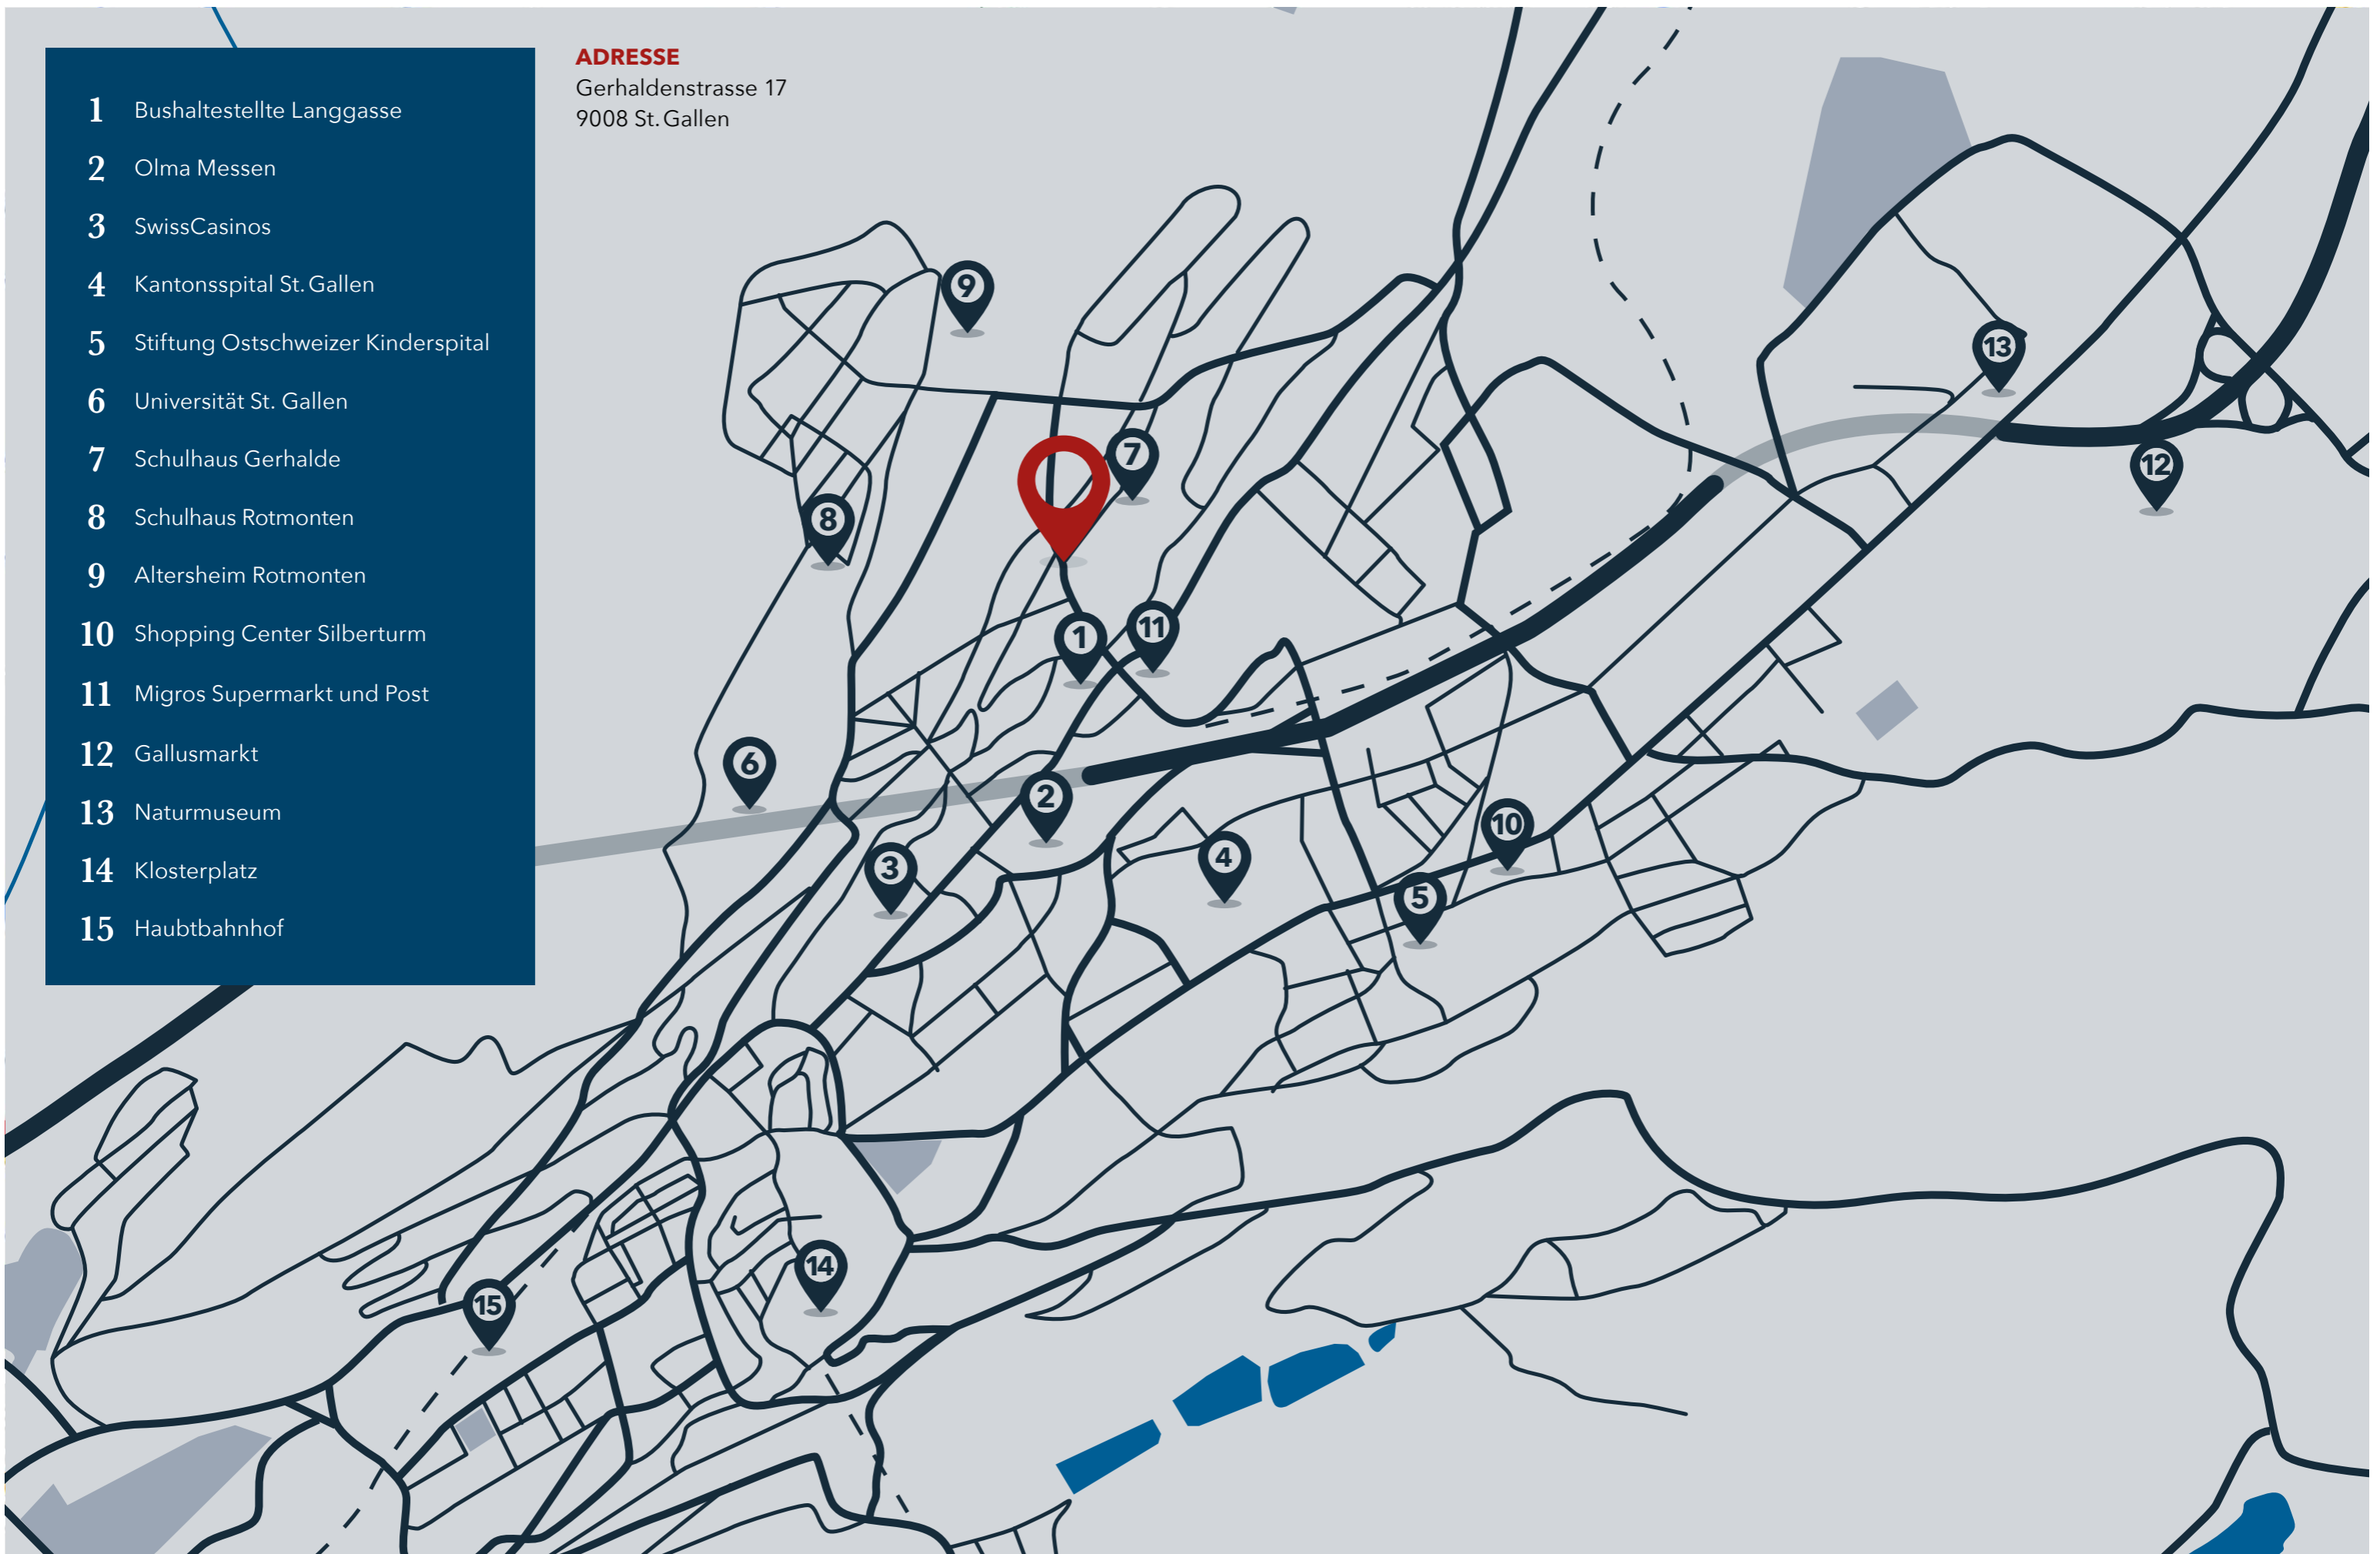 1 Bushaltestellte Langgasse
2 Olma Messen
3 SwissCasinos
4 Kantonsspital St. Gallen
5 Stiftung Ostschweizer Kinderspital
6 Universität St. Gallen
7 Schulhaus Gerhalde
8 Schulhaus Rotmonten
9 Altersheim Rotmonten
10 Shopping Center Silberturm
11 Migros Supermarkt und Post
12 Gallusmarkt
13 Naturmuseum
14 Klosterplatz
15 Haubtbahnhof
ADRESSE
Gerhaldenstrasse 17
9008 St. Gallen
9
13
7
12
8
11
1
6
2
10
4
3
5
14
15